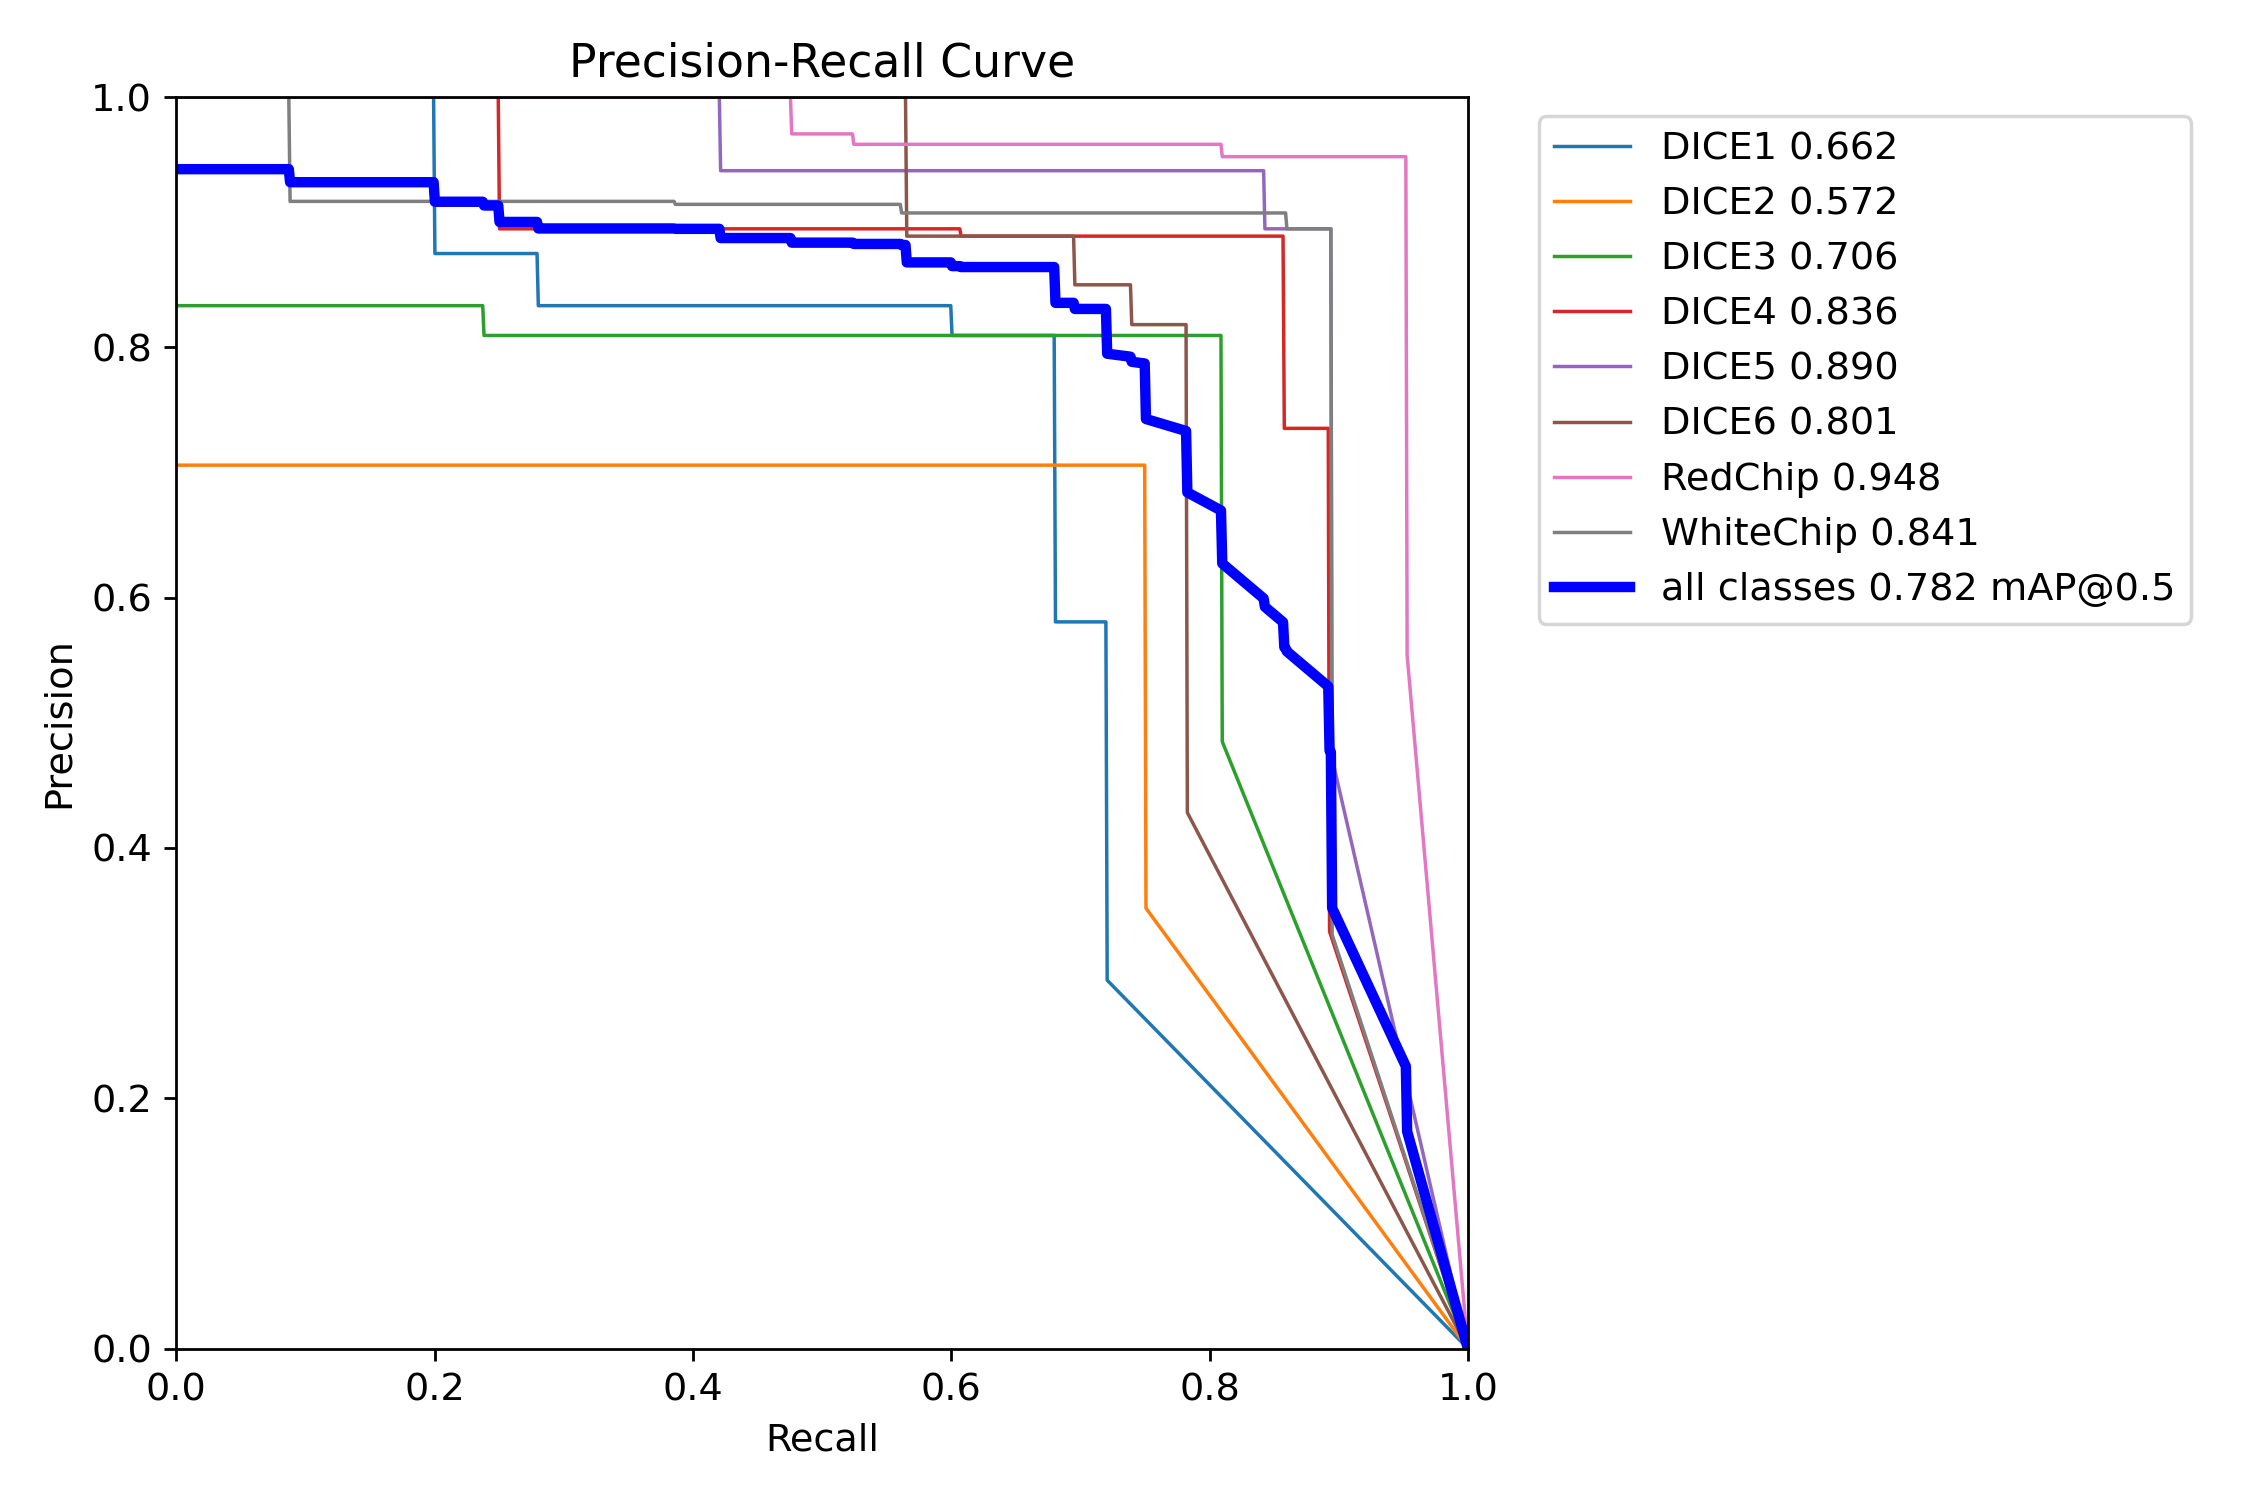 Precision-Recall Curve
1.0
0.8
0.6
0.4
0.2
0.0
Precision
0.0 0.2 0.4 0.6 0.8 1.0
Recall
DICE1 0.662
DICE2 0.572
DICE3 0.706
DICE4 0.836
DICE5 0.890
DICE6 0.801
RedChip 0.948
WhiteChip 0.841
all classes 0.782 mAP@0.5